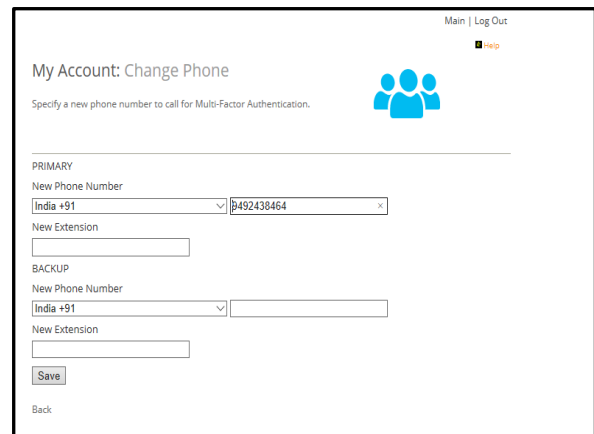 Main | Log Out
Help
My Account: Change Phone
Specify a new phone number to call for Multi-Factor Authentication.
PRIMARY
New Phone Number
India +91 9492438464 ×
New Extension
BACKUP
New Phone Number
India +91
New Extension
Save
Back